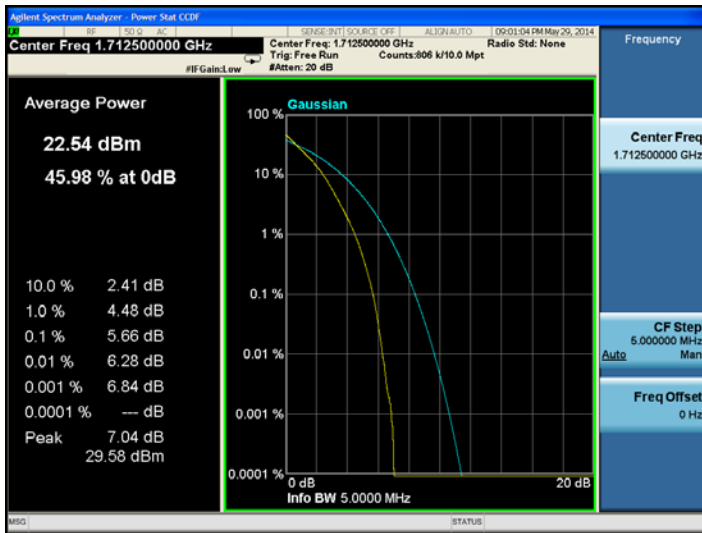 Agilent Spectrum Analyzer - Power Stat CCDF
RF 50 Ω AC SENSE:INT SOURCE OFF ALIGN AUTO 09:01:04 PM May 29, 2014
Center Freq 1.712500000 GHz
Center Freq: 1.712500000 GHz Radio Std: None
Trig: Free Run Counts:806 k/10.0 Mpt
#IFGain:Low #Atten: 20 dB
Frequency
Average Power
22.54 dBm
45.98 % at 0dB
10.0 % 2.41 dB
1.0 % 4.48 dB
0.1 % 5.66 dB
0.01 % 6.28 dB
0.001 % 6.84 dB
0.0001 % --- dB
Peak 7.04 dB
29.58 dBm
Gaussian
100 %
10 %
1 %
0.1 %
0.01 %
0.001 %
0.0001 %
0 dB 20 dB
Info BW 5.0000 MHz
Center Freq
1.712500000 GHz
CF Step
5.000000 MHz
Auto Man
Freq Offset
0 Hz
MSG STATUS